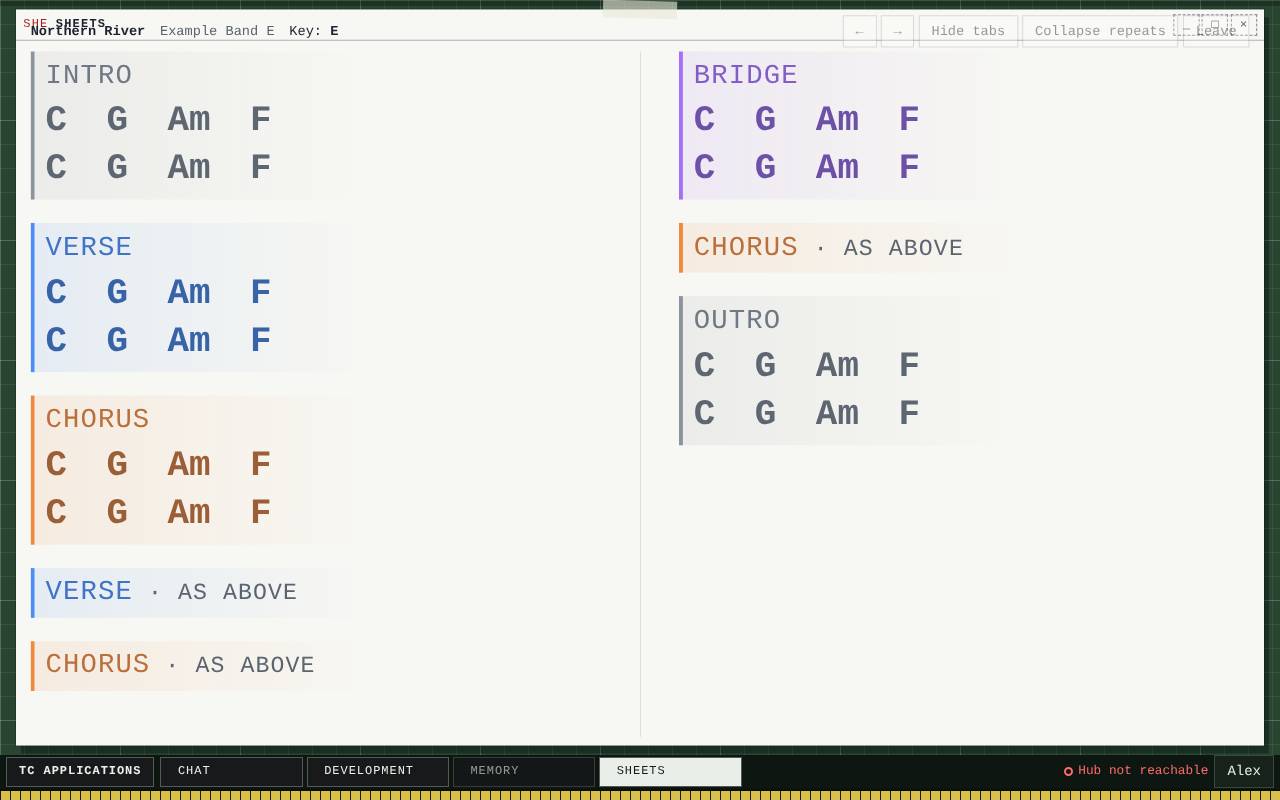 SHE SHEETS
Northern River Example Band E Key: E
← → Hide tabs Collapse repeats Leave
– □ ×
INTRO
C G Am F
C G Am F
VERSE
C G Am F
C G Am F
CHORUS
C G Am F
C G Am F
VERSE · AS ABOVE
CHORUS · AS ABOVE
BRIDGE
C G Am F
C G Am F
CHORUS · AS ABOVE
OUTRO
C G Am F
C G Am F
TC APPLICATIONS CHAT DEVELOPMENT MEMORY SHEETS Hub not reachable Alex